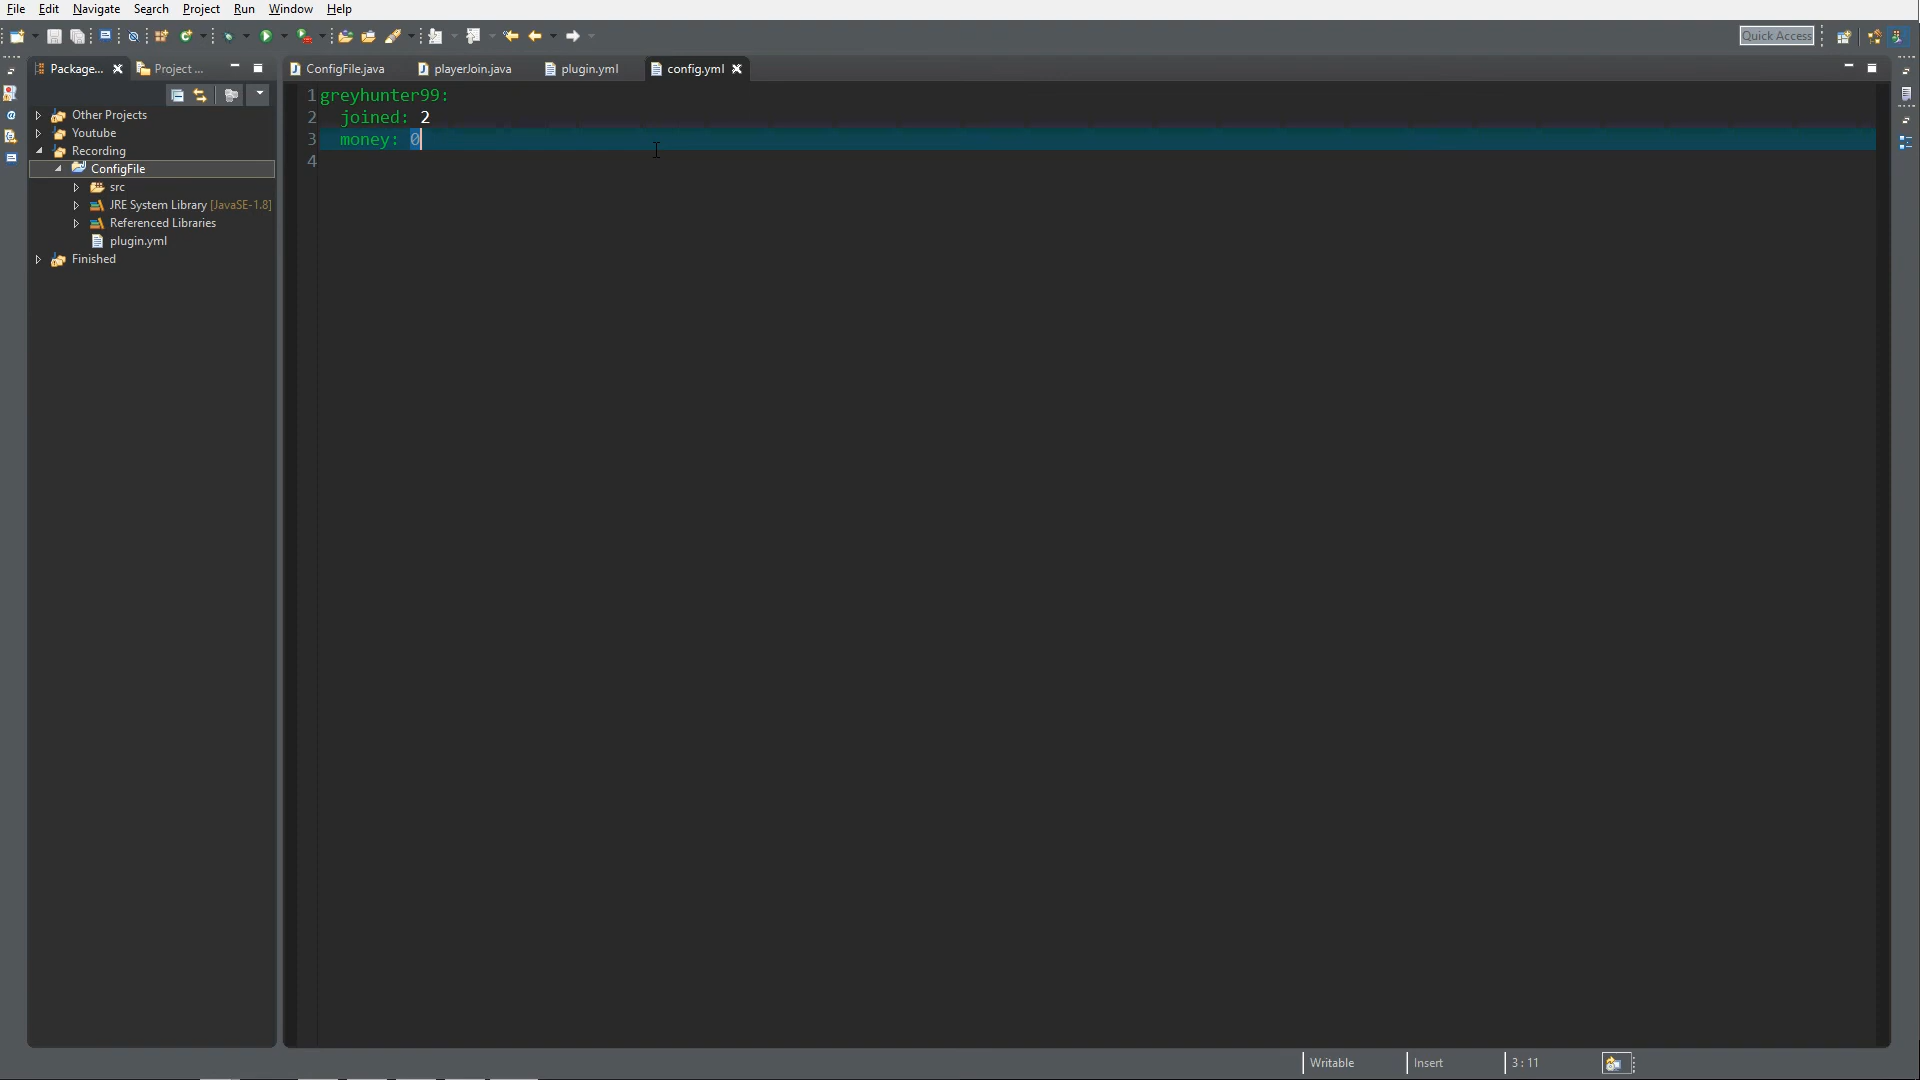 File Edit Navigate Search Project Run Window Help
Quick Access
Package... Project ... ConfigFile.java playerJoin.java plugin.yml config.yml
Other Projects
Youtube
Recording
ConfigFile
src
JRE System Library [JavaSE-1.8]
Referenced Libraries
plugin.yml
Finished
1 greyhunter99:
2 joined: 2
3 money: 0
4
Writable Insert 3 : 11